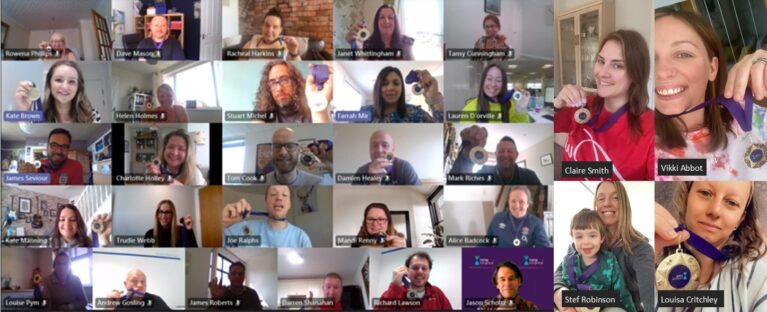 Rowena Phillips
Dave Mason
Racheal Harkins
Janet Whittingham
Tansy Cunningham
Kate Brown
Helen Holmes
Stuart Michel
Farrah Mir
Lauren D'orville
James Seviour
Charlotte Holley
Tom Cook
Damien Healey
Mark Riches
Kate Manning
Trudie Webb
Joe Ralphs
Mandi Renny
Alice Badcock
Louise Pym
Andrew Gosling
James Roberts
Darren Shanahan
Richard Lawson
Jason Scholtz
Claire Smith
Vikki Abbot
Stef Robinson
Louisa Critchley